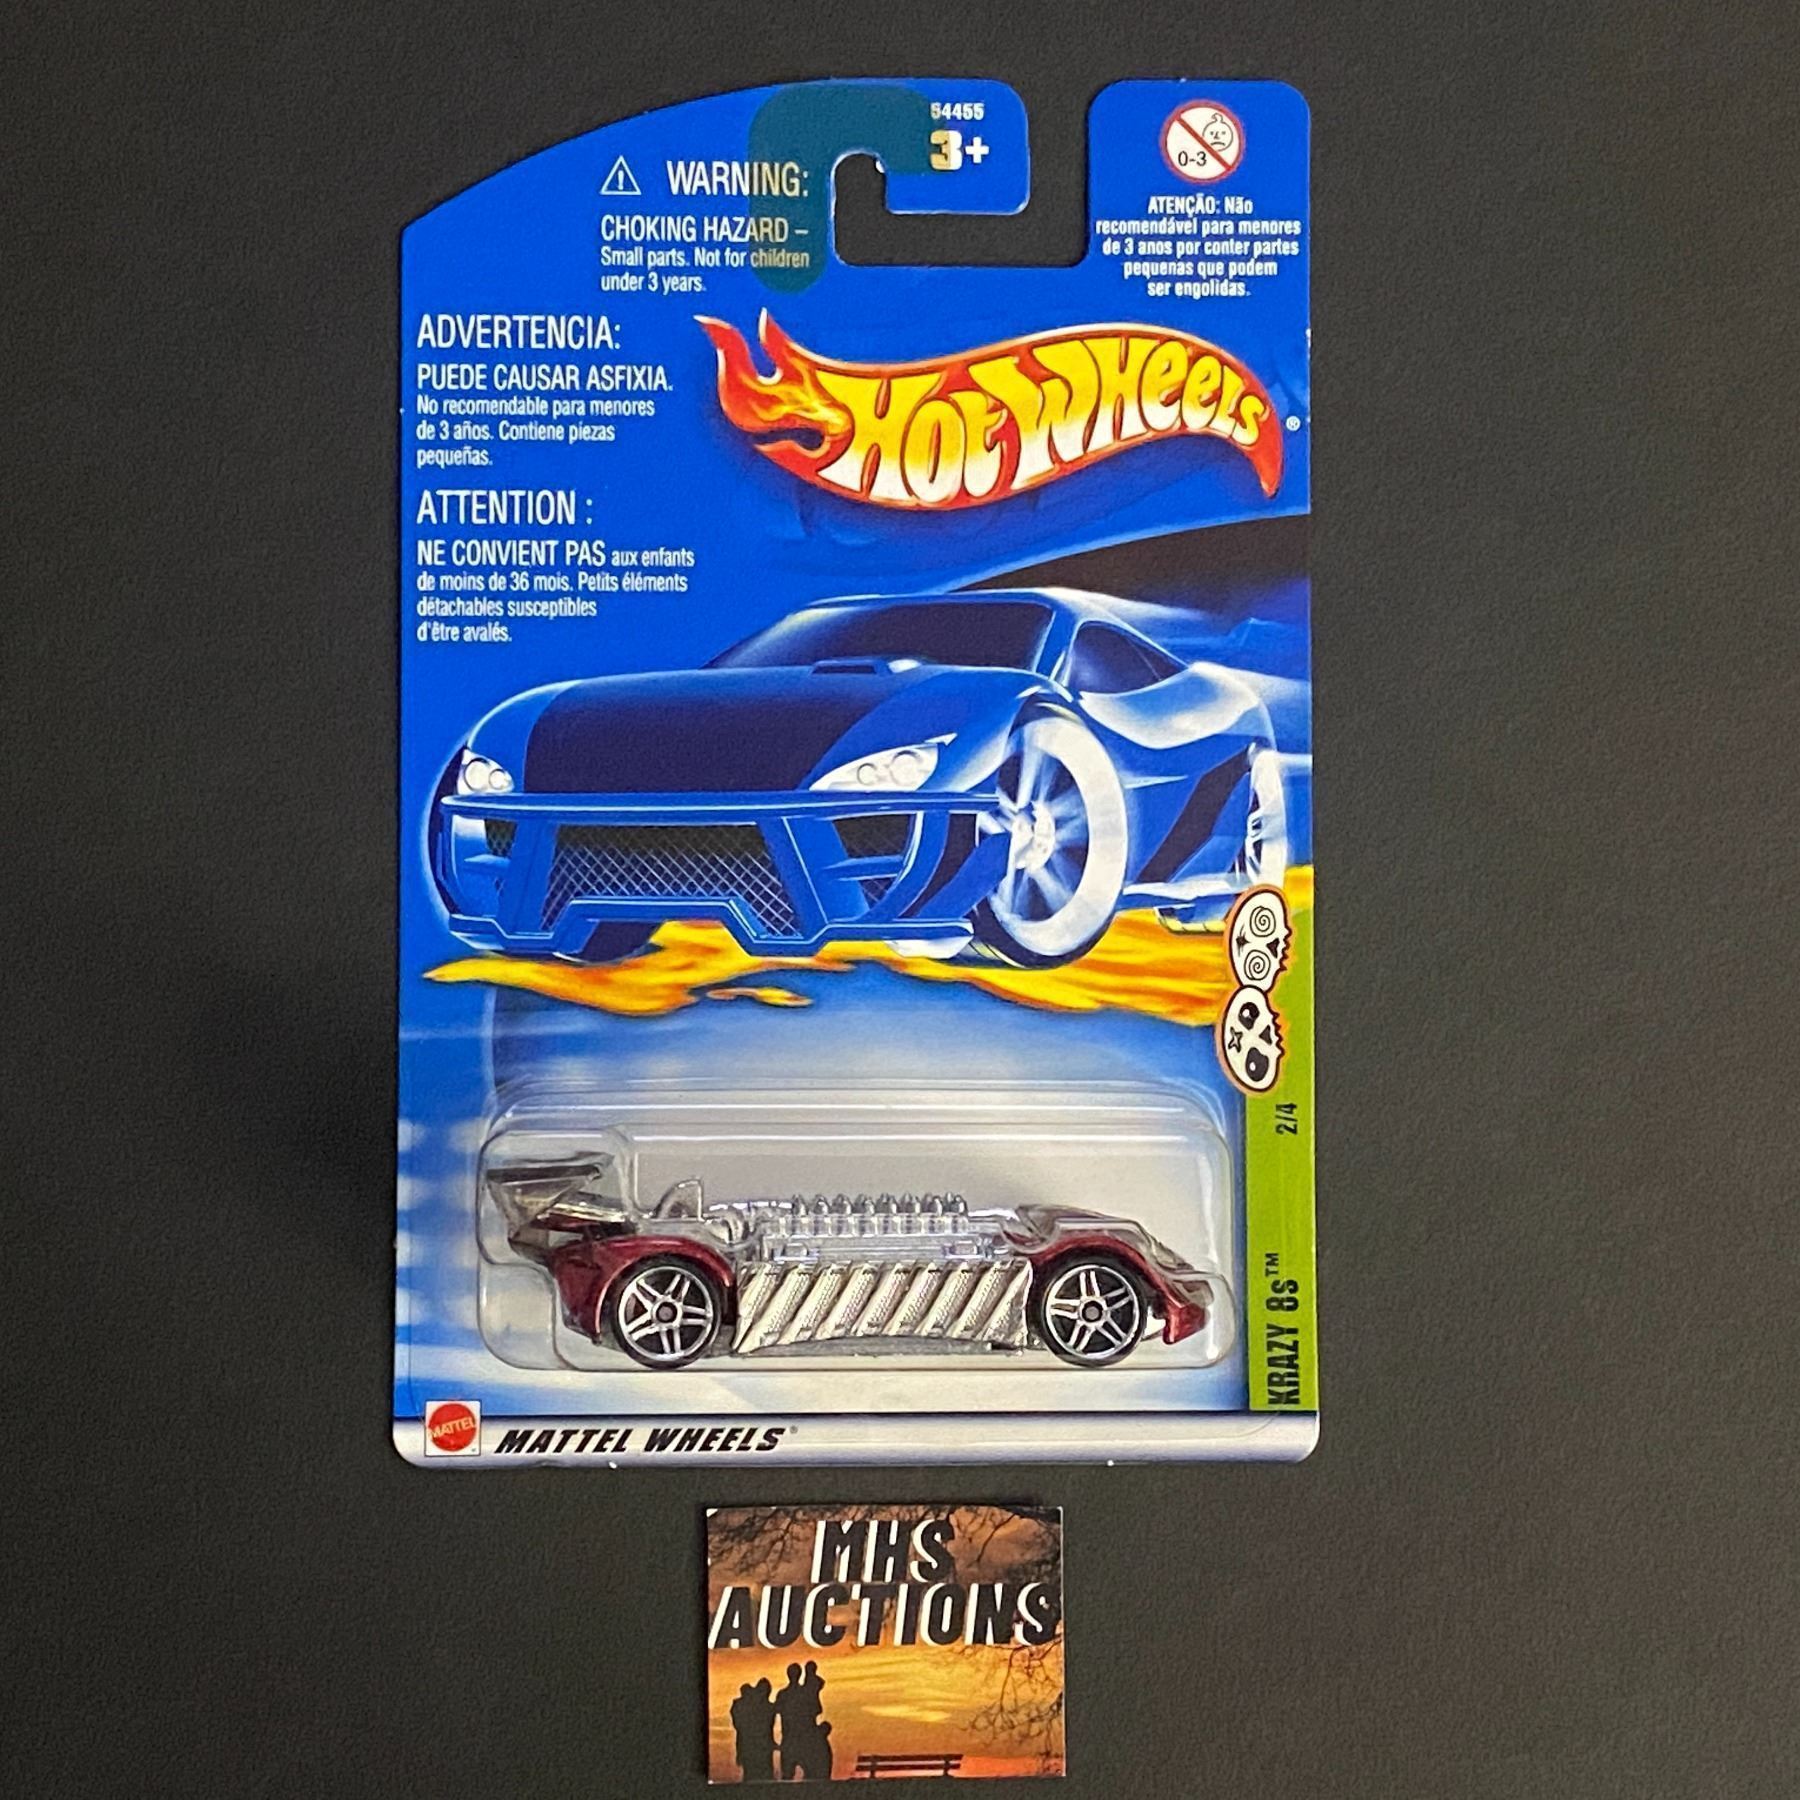 54455
3+
WARNING:
CHOKING HAZARD –
Small parts. Not for children
under 3 years.
0-3
ATENÇÃO: Não
recomendável para menores
de 3 anos por conter partes
pequenas que podem
ser engolidas.
ADVERTENCIA:
PUEDE CAUSAR ASFIXIA.
No recomendable para menores
de 3 años. Contiene piezas
pequeñas.
ATTENTION :
NE CONVIENT PAS aux enfants
de moins de 36 mois. Petits éléments
détachables susceptibles
d'être avalés.
HOT WHEELS®
KRAZY 8s™ 2/4
MATTEL
MATTEL WHEELS®
MHS
AUCTIONS